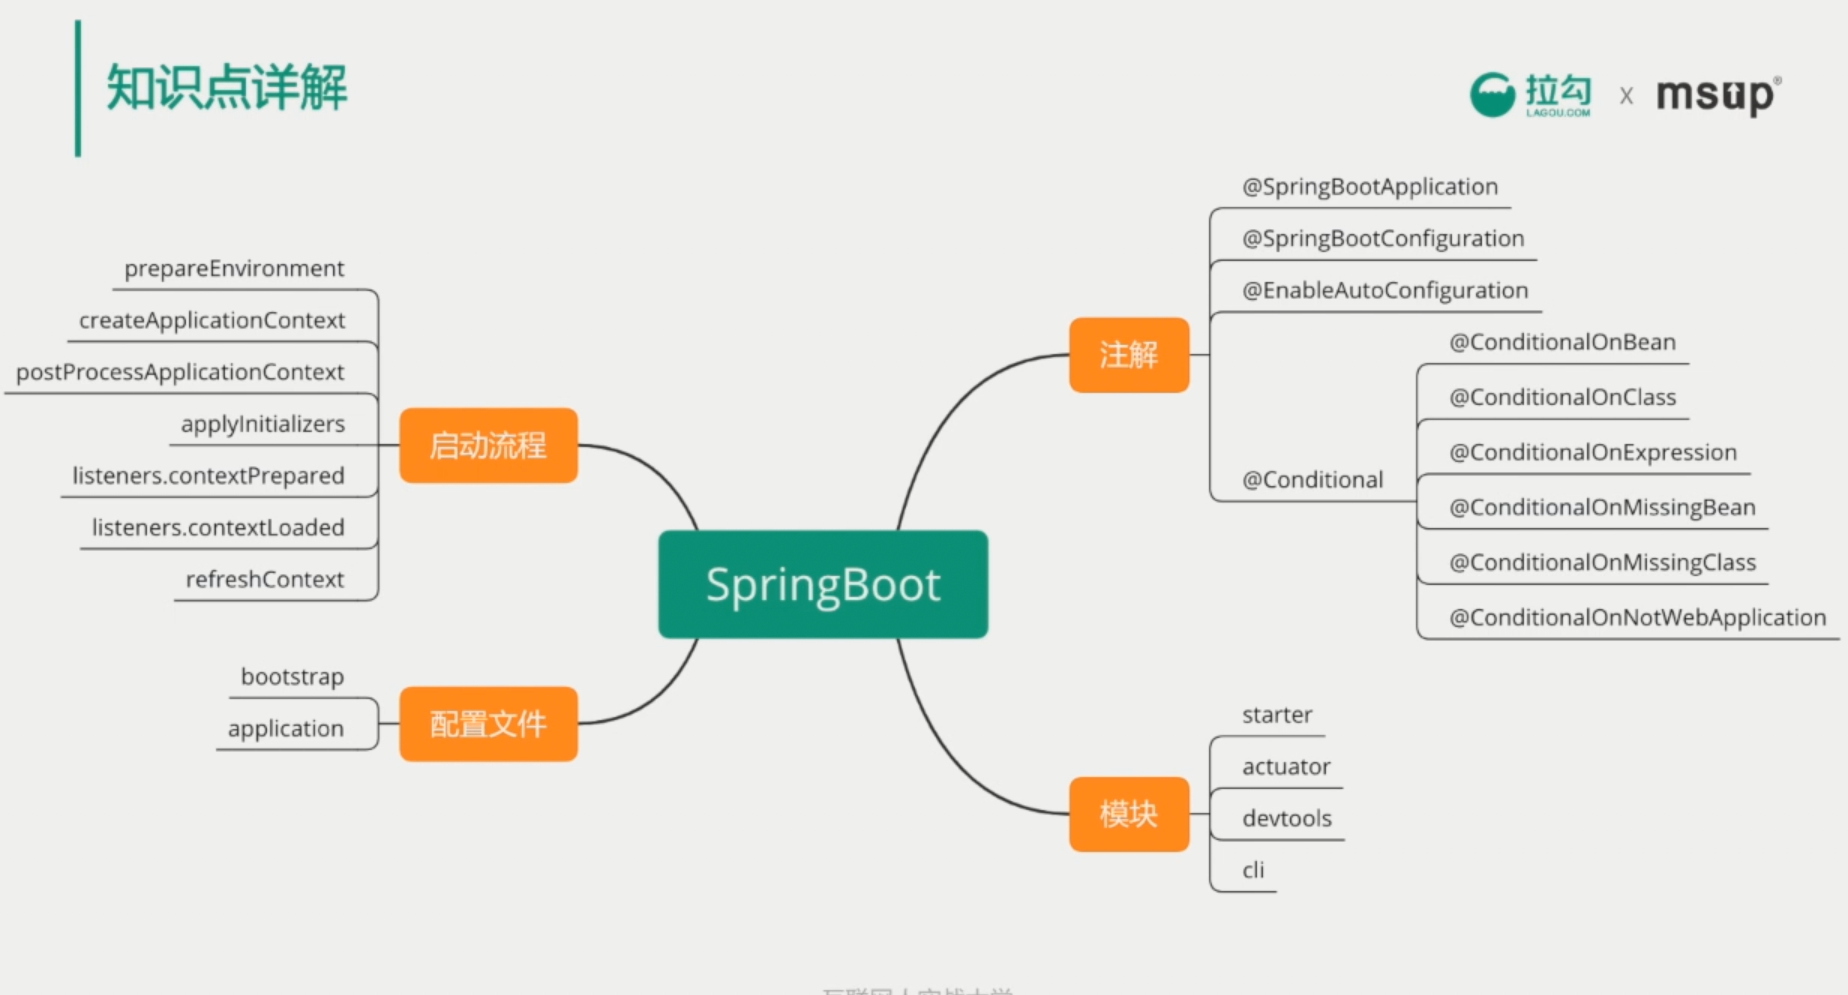 知识点详解
拉勾
LAGOU.COM
x
msup®
prepareEnvironment
createApplicationContext
postProcessApplicationContext
applyInitializers
listeners.contextPrepared
listeners.contextLoaded
refreshContext
启动流程
bootstrap
application
配置文件
SpringBoot
注解
@SpringBootApplication
@SpringBootConfiguration
@EnableAutoConfiguration
@Conditional
@ConditionalOnBean
@ConditionalOnClass
@ConditionalOnExpression
@ConditionalOnMissingBean
@ConditionalOnMissingClass
@ConditionalOnNotWebApplication
模块
starter
actuator
devtools
cli